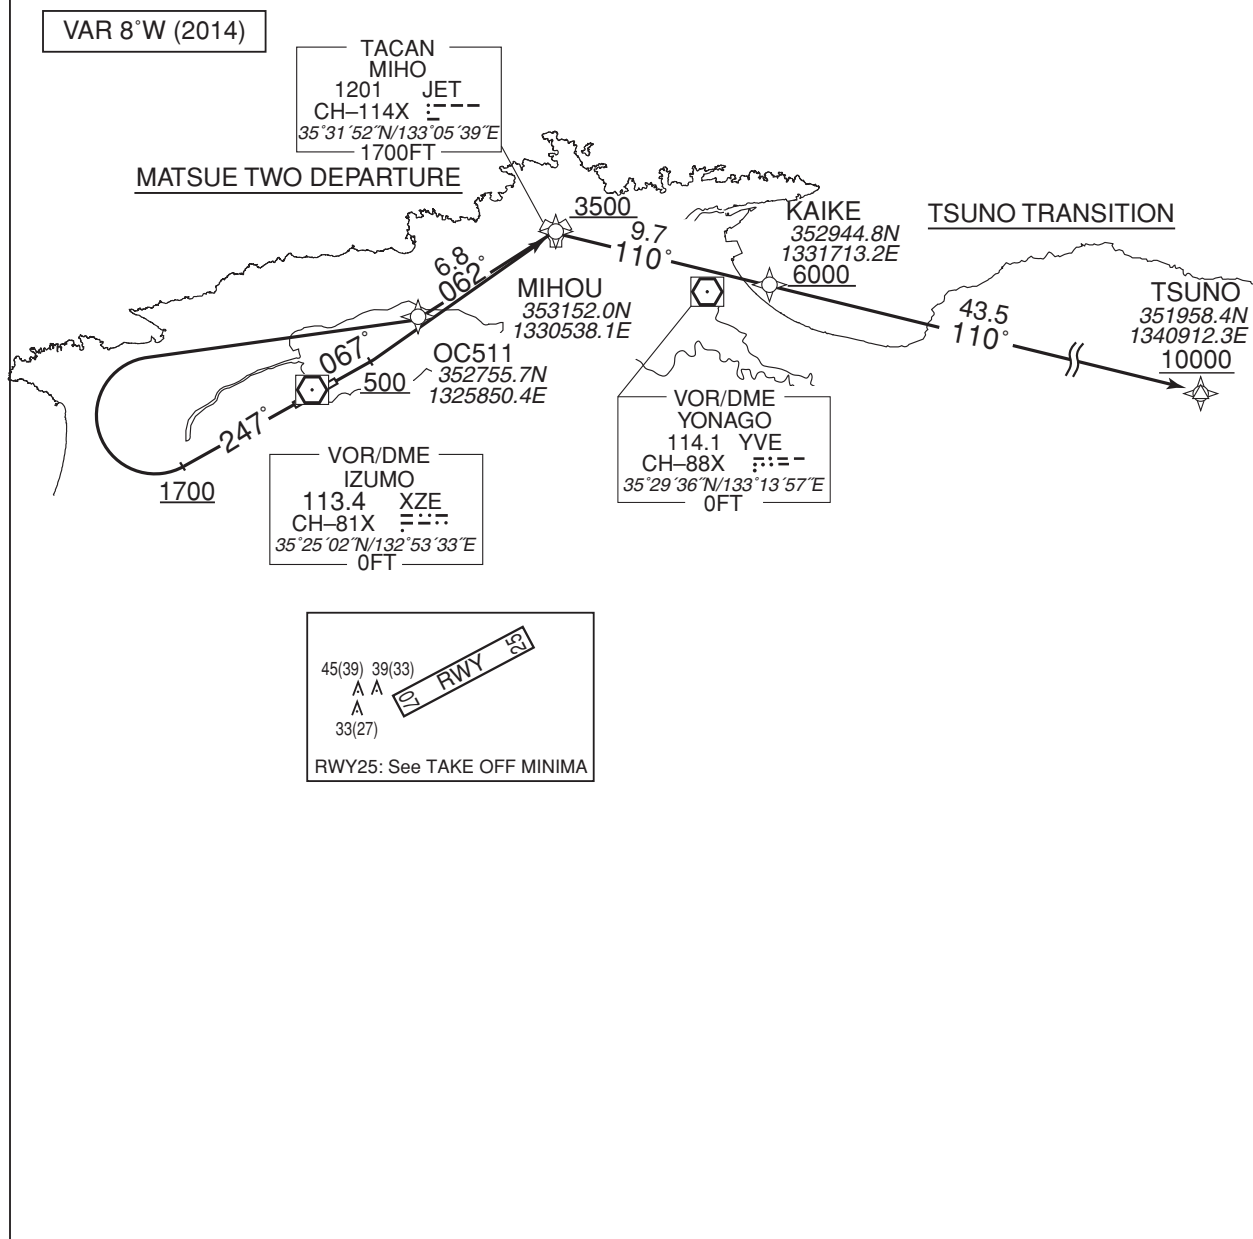 VAR 8°W (2014)
TACAN
MIHO
1201 JET
CH–114X
35°31´52˝N/133°05´39˝E
1700FT
MATSUE TWO DEPARTURE
3500
9.7
110°
KAIKE
352944.8N
1331713.2E
6000
TSUNO TRANSITION
6.8
062°
MIHOU
353152.0N
1330538.1E
43.5
110°
TSUNO
351958.4N
1340912.3E
10000
067°
OC511
352755.7N
1325850.4E
500
247°
1700
VOR/DME
IZUMO
113.4 XZE
CH–81X
35°25´02˝N/132°53´33˝E
0FT
VOR/DME
YONAGO
114.1 YVE
CH–88X
35°29´36˝N/133°13´57˝E
0FT
45(39) 39(33)
33(27)
07 RWY 25
RWY25: See TAKE OFF MINIMA